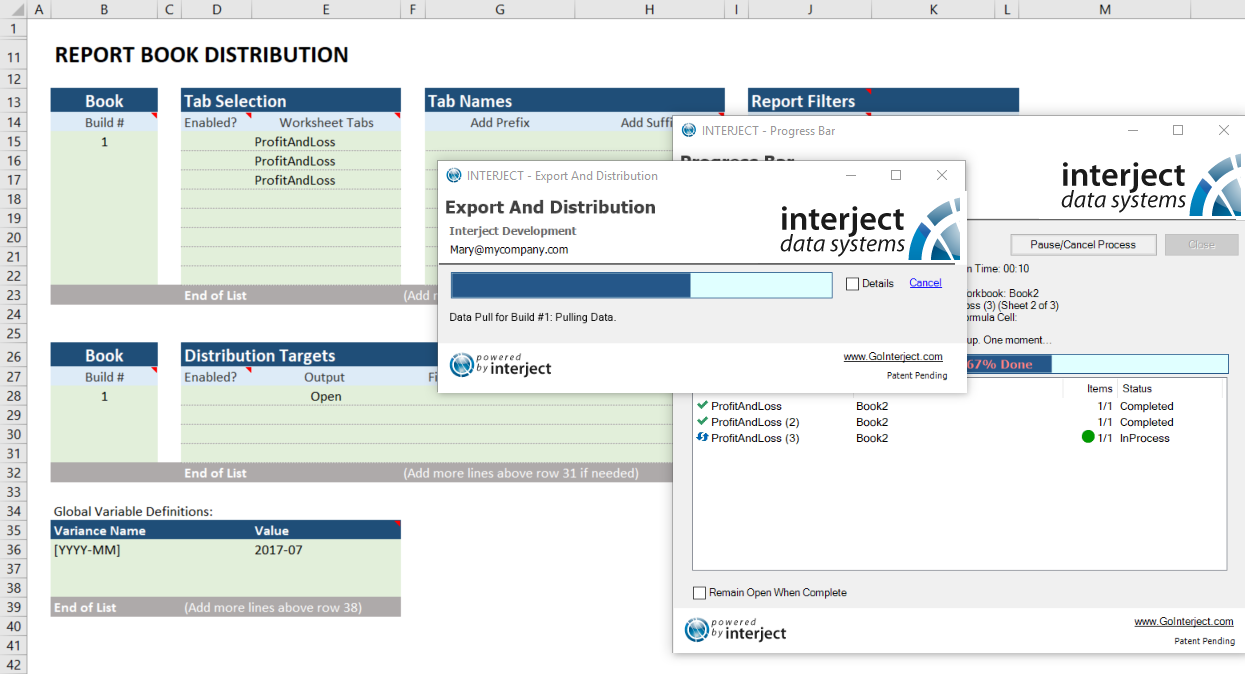 A B C D E F G H I J K L M
1
11 REPORT BOOK DISTRIBUTION
12
13 Book Tab Selection Tab Names Report Filters
14 Build # Enabled? Worksheet Tabs Add Prefix Add Suffi
15 1 ProfitAndLoss
16 ProfitAndLoss
17 ProfitAndLoss
18
19
20
21
22
23 End of List (Add
24
25
26 Book Distribution Targets
27 Build # Enabled? Output
28 1 Open
29
30
31
32 End of List (Add more lines above row 31 if needed)
33
34 Global Variable Definitions:
35 Variance Name Value
36 [YYYY-MM] 2017-07
37
38
39 End of List (Add more lines above row 38)
40
41
42
INTERJECT - Export And Distribution
Export And Distribution
Interject Development
Mary@mycompany.com
interject
data systems
Details Cancel
Data Pull for Build #1: Pulling Data.
powered
by interject
www.GoInterject.com
Patent Pending
INTERJECT - Progress Bar
Progress Bar
interject
data systems
Pause/Cancel Process Close
n Time: 00:10
orkbook: Book2
oss (3) (Sheet 2 of 3)
ormula Cell:
up. One moment...
67% Done
Items Status
ProfitAndLoss Book2 1/1 Completed
ProfitAndLoss (2) Book2 1/1 Completed
ProfitAndLoss (3) Book2 1/1 InProcess
Remain Open When Complete
powered
by interject
www.GoInterject.com
Patent Pending